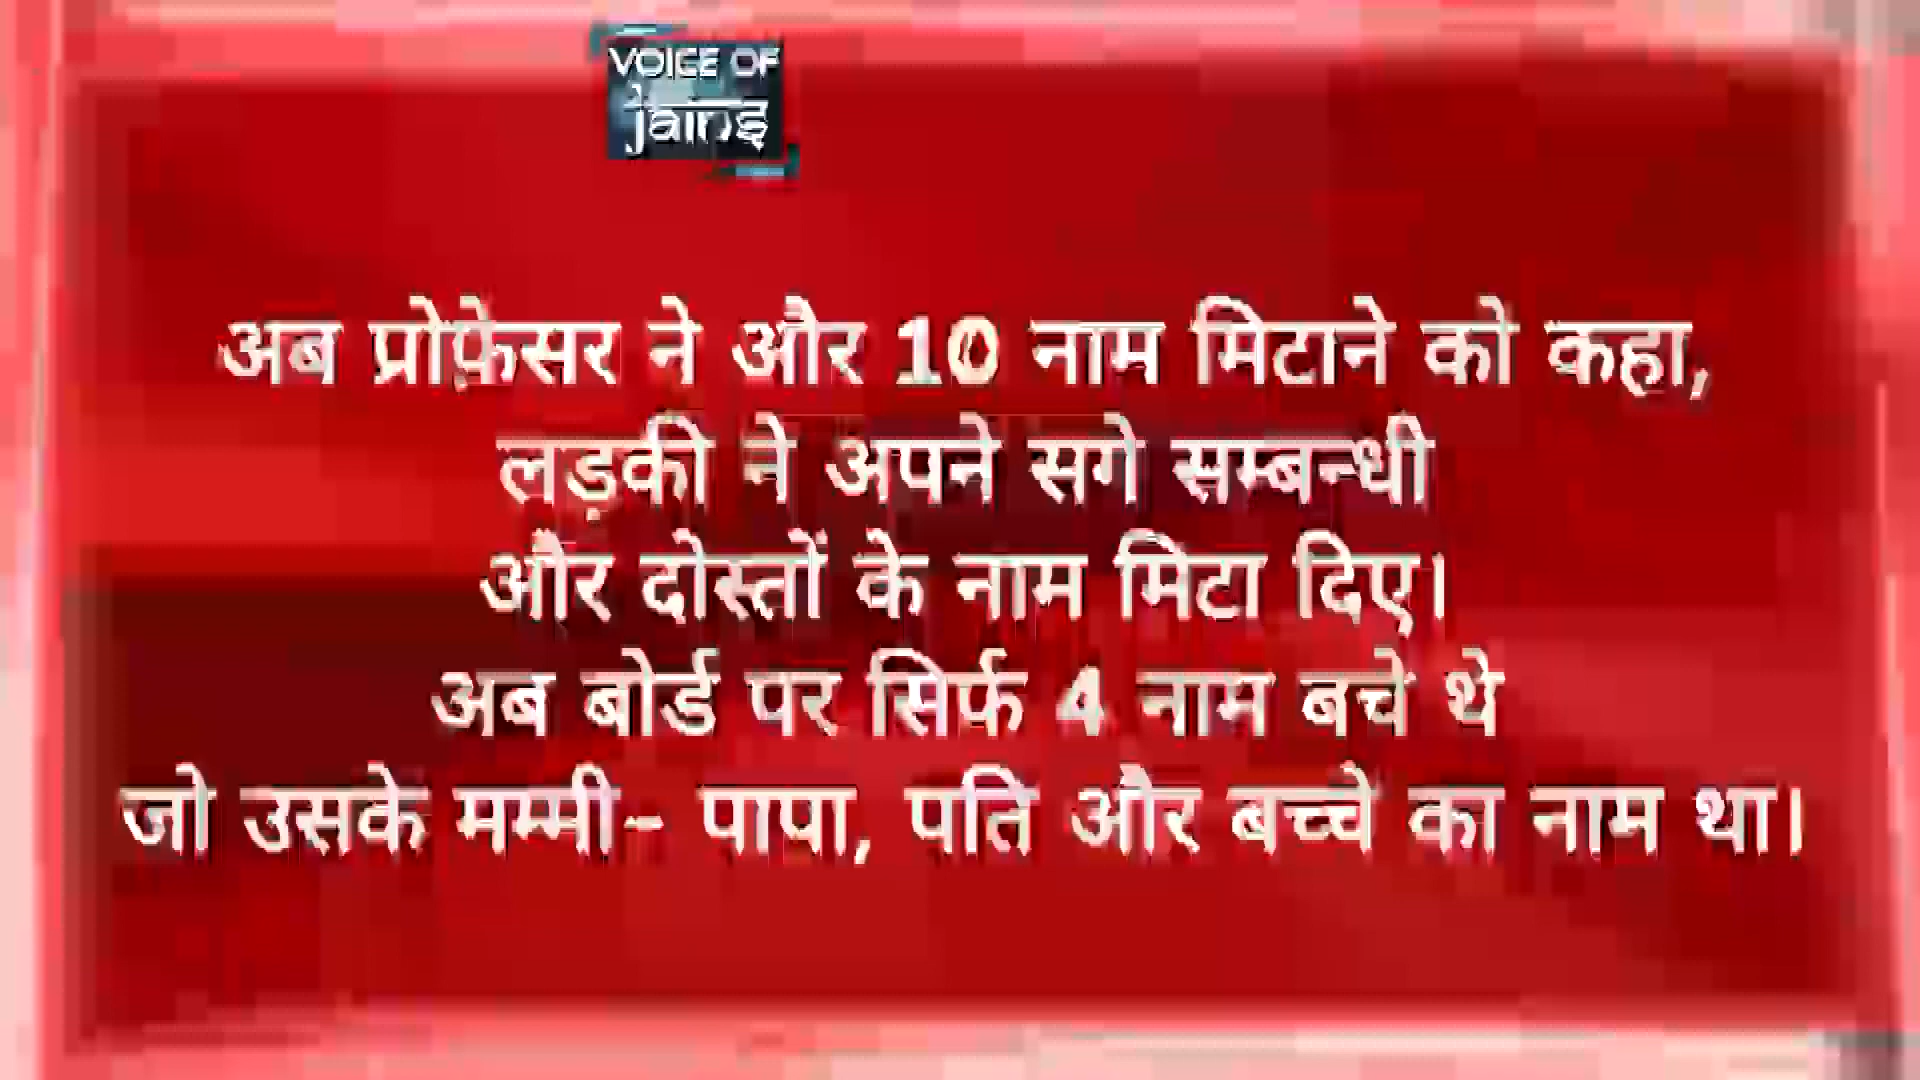 VOICE OF
jains
अब प्रोफ़ेसर ने और 10 नाम मिटाने को कहा,
लड़की ने अपने सगे सम्बन्धी
और दोस्तों के नाम मिटा दिए।
अब बोर्ड पर सिर्फ 4 नाम बचे थे
जो उसके मम्मी- पापा, पति और बच्चे का नाम था।